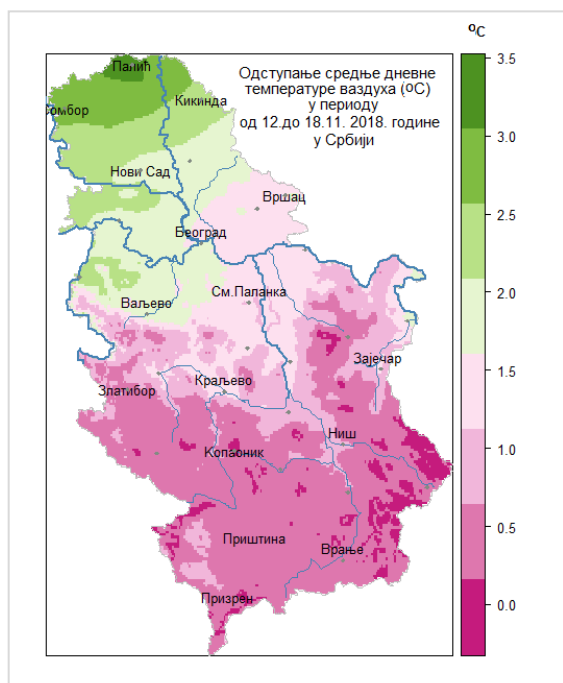 ºC
Палић
Сомбор
Кикинда
Одступање средње дневне
температуре ваздуха (ºC)
у периоду
од 12.до 18.11. 2018. године
у Србији
Нови Сад
Вршац
Београд
См.Паланка
Ваљево
Зајечар
Златибор
Краљево
Ниш
Копаоник
Приштина
Врање
Призрен
3.5
3.0
2.5
2.0
1.5
1.0
0.5
0.0